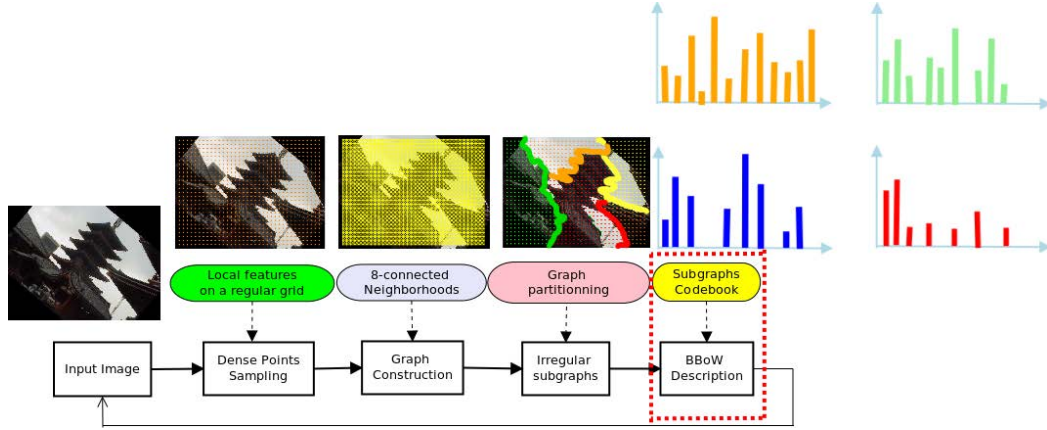 Local features
on a regular grid
8-connected
Neighborhoods
Graph
partitionning
Subgraphs
Codebook
Input Image
Dense Points
Sampling
Graph
Construction
Irregular
subgraphs
BBoW
Description